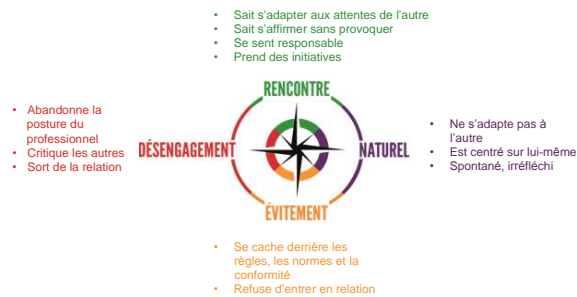 • Sait s'adapter aux attentes de l'autre
• Sait s'affirmer sans provoquer
• Se sent responsable
• Prend des initiatives
RENCONTRE
• Abandonne la
posture du
professionnel
• Critique les autres
• Sort de la relation
DÉSENGAGEMENT
NATUREL
• Ne s'adapte pas à
l'autre
• Est centré sur lui-même
• Spontané, irréfléchi
ÉVITEMENT
• Se cache derrière les
règles, les normes et la
conformité
• Refuse d'entrer en relation